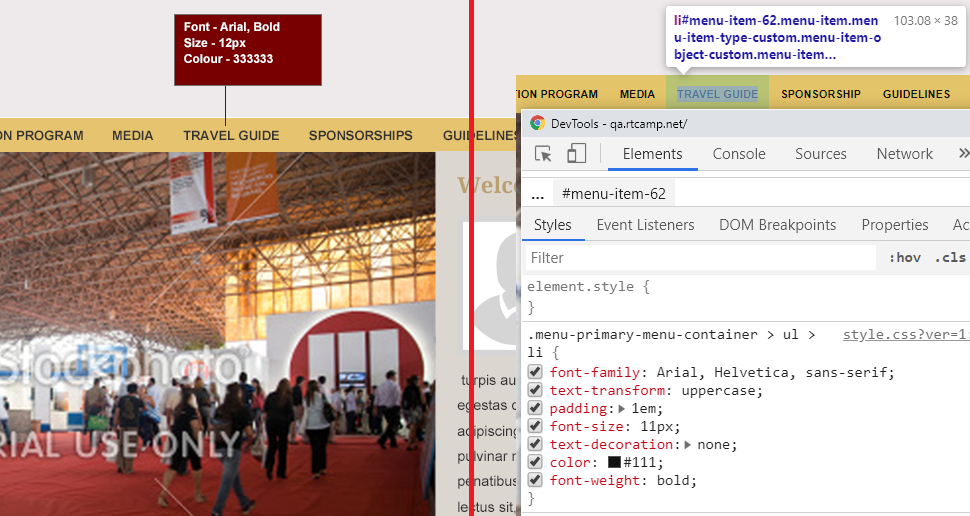 Font - Arial, Bold
Size - 12px
Colour - 333333
ON PROGRAM MEDIA TRAVEL GUIDE SPONSORSHIPS GUIDELINES
Welco
turpis au
egestas
adipiscing
pulvinar
penatibus
lectus sit,
Stockphoto
RIAL USE ONLY
li#menu-item-62.menu-item.men 103.08 × 38
u-item-type-custom.menu-item-o
bject-custom.menu-item...
TION PROGRAM MEDIA TRAVEL GUIDE SPONSORSHIP GUIDELINES
DevTools - qa.rtcamp.net/
Elements Console Sources Network »
... #menu-item-62
Styles Event Listeners DOM Breakpoints Properties Ac
Filter :hov .cls
element.style {
}
.menu-primary-menu-container > ul > style.css?ver=1:
li {
font-family: Arial, Helvetica, sans-serif;
text-transform: uppercase;
padding: 1em;
font-size: 11px;
text-decoration: none;
color: #111;
font-weight: bold;
}